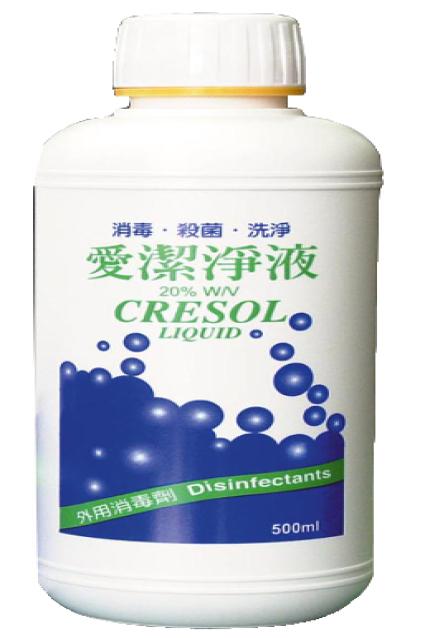 消毒・殺菌・洗淨
愛潔淨液
20% W/V
CRESOL
LIQUID
外用消毒劑 Disinfectants
500ml